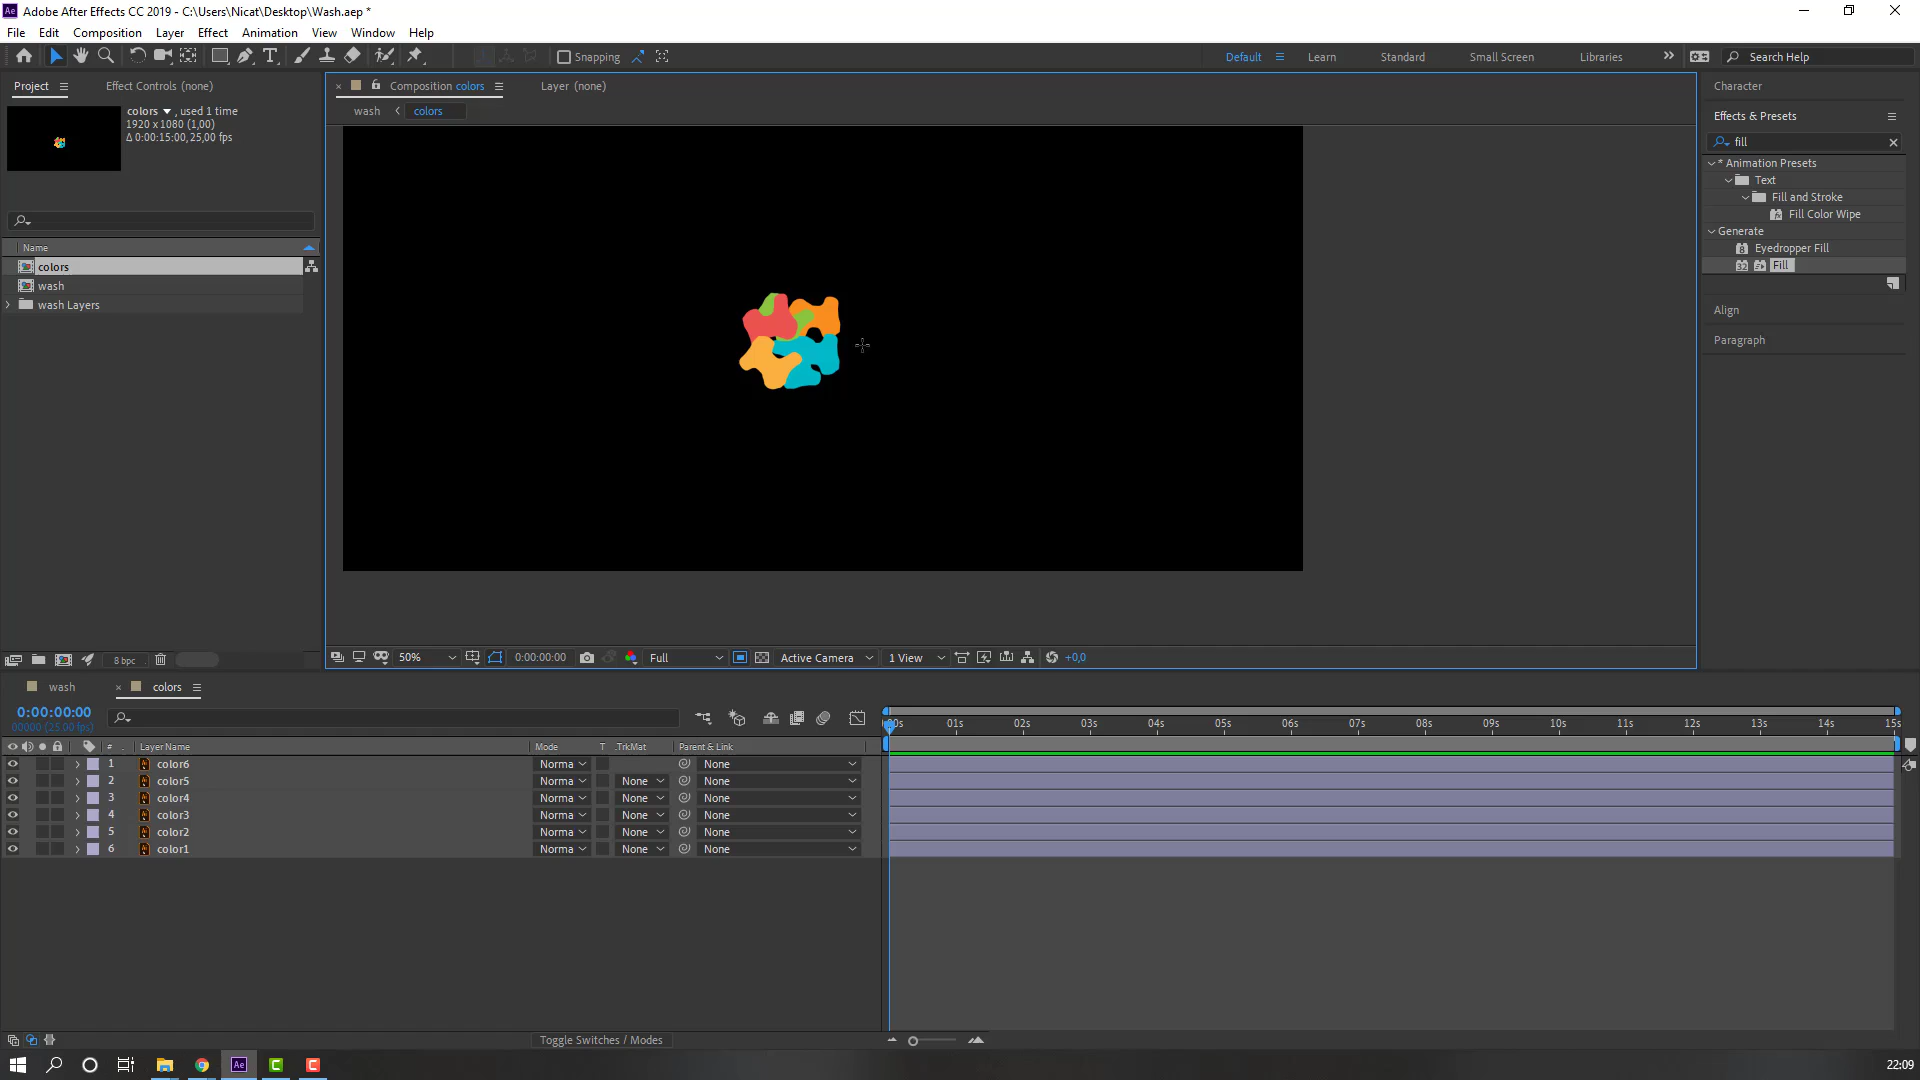 Adobe After Effects CC 2019 - C:\Users\Nicat\Desktop\Wash.aep *
File Edit Composition Layer Effect Animation View Window Help
Snapping
Default Learn Standard Small Screen Libraries Search Help
Project Effect Controls (none)
colors, used 1 time
1920 x 1080 (1,00)
Δ 0:00:15:00, 25,00 fps
Name
colors
wash
wash Layers
8 bpc
Composition colors Layer (none)
wash colors
50% 0:00:00:00 Full Active Camera 1 View +0,0
Character
Effects & Presets
fill
* Animation Presets
Text
Fill and Stroke
Fill Color Wipe
Generate
Eyedropper Fill
32 Fill
Align
Paragraph
wash colors
0:00:00:00
00000 (25.00 fps)
# Layer Name Mode T .TrkMat Parent & Link
1 color6 Norma None
2 color5 Norma None None
3 color4 Norma None None
4 color3 Norma None None
5 color2 Norma None None
6 color1 Norma None None
00s 01s 02s 03s 04s 05s 06s 07s 08s 09s 10s 11s 12s 13s 14s 15s
Toggle Switches / Modes
Ae
22:09